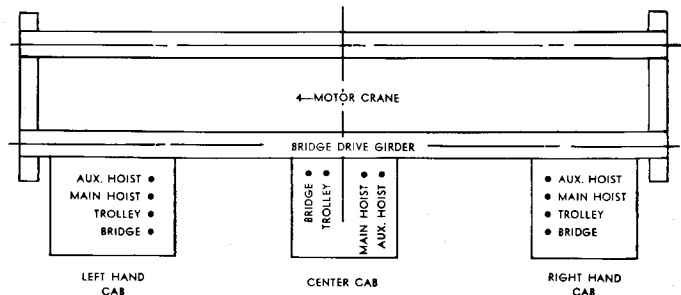 4—MOTOR CRANE
BRIDGE DRIVE GIRDER
AUX. HOIST
MAIN HOIST
TROLLEY
BRIDGE
LEFT HAND
CAB
BRIDGE
TROLLEY
MAIN HOIST
AUX. HOIST
CENTER CAB
AUX. HOIST
MAIN HOIST
TROLLEY
BRIDGE
RIGHT HAND
CAB